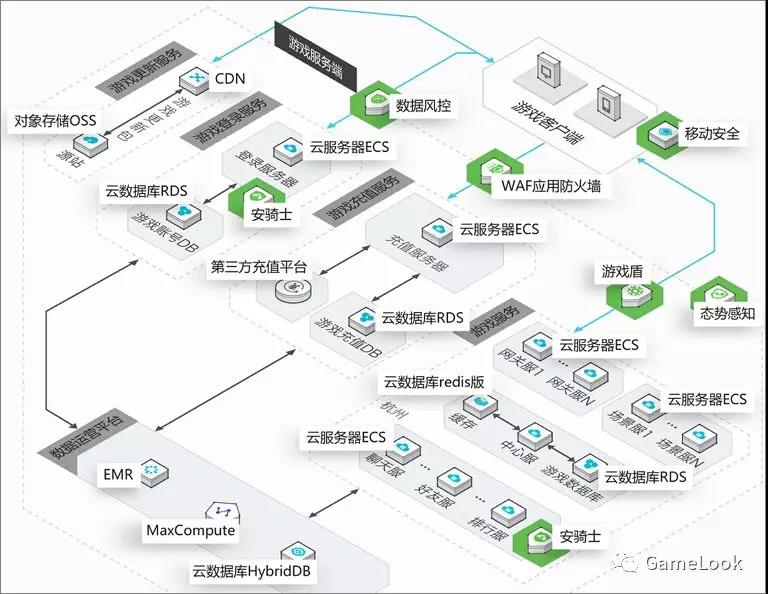 游戏服务端
游戏更新服务
CDN
对象存储OSS
游戏更新包
源站
数据风控
游戏登录服务
云服务器ECS
登录服务器
云数据库RDS
安骑士
游戏账号DB
游戏客户端
移动安全
WAF应用防火墙
游戏充值服务
云服务器ECS
充值服务器
第三方充值平台
云数据库RDS
游戏充值DB
游戏盾
态势感知
游戏服务
云服务器ECS
网关服1
...
网关服N
云数据库redis版
云服务器ECS
杭州
缓存
中心服
游戏数据库
云数据库RDS
场景服1
...
场景服N
云服务器ECS
聊天服
...
好友服
...
排行服
安骑士
数据运营平台
EMR
MaxCompute
云数据库HybridDB
GameLook